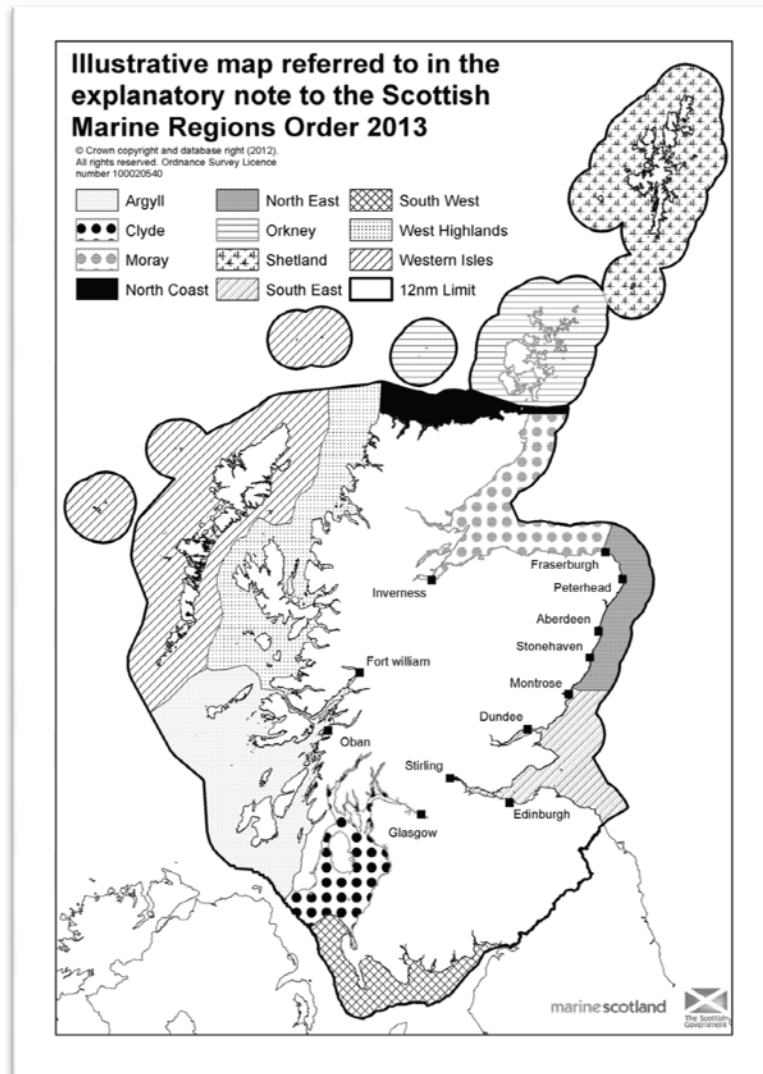 Illustrative map referred to in the
explanatory note to the Scottish
Marine Regions Order 2013
© Crown copyright and database right (2012).
All rights reserved. Ordnance Survey Licence
number 100020540
Argyll
North East
South West
Clyde
Orkney
West Highlands
Moray
Shetland
Western Isles
North Coast
South East
12nm Limit
Fraserburgh
Inverness
Peterhead
Aberdeen
Stonehaven
Fort william
Montrose
Dundee
Oban
Stirling
Edinburgh
Glasgow
marinescotland
The Scottish
Government